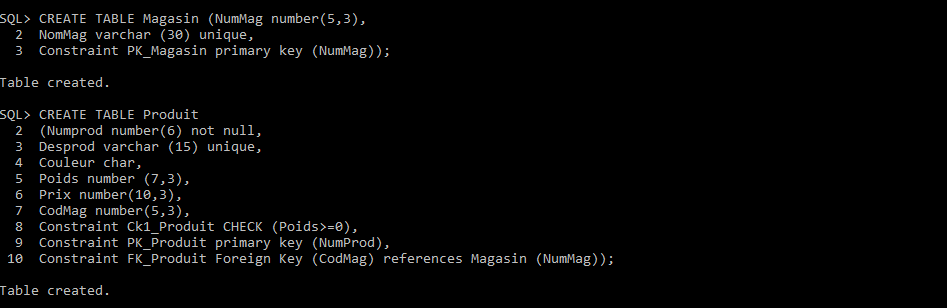 SQL> CREATE TABLE Magasin (NumMag number(5,3),
  2  NomMag varchar (30) unique,
  3  Constraint PK_Magasin primary key (NumMag));
Table created.
SQL> CREATE TABLE Produit
  2  (Numprod number(6) not null,
  3  Desprod varchar (15) unique,
  4  Couleur char,
  5  Poids number (7,3),
  6  Prix number(10,3),
  7  CodMag number(5,3),
  8  Constraint Ck1_Produit CHECK (Poids>=0),
  9  Constraint PK_Produit primary key (NumProd),
 10  Constraint FK_Produit Foreign Key (CodMag) references Magasin (NumMag));
Table created.